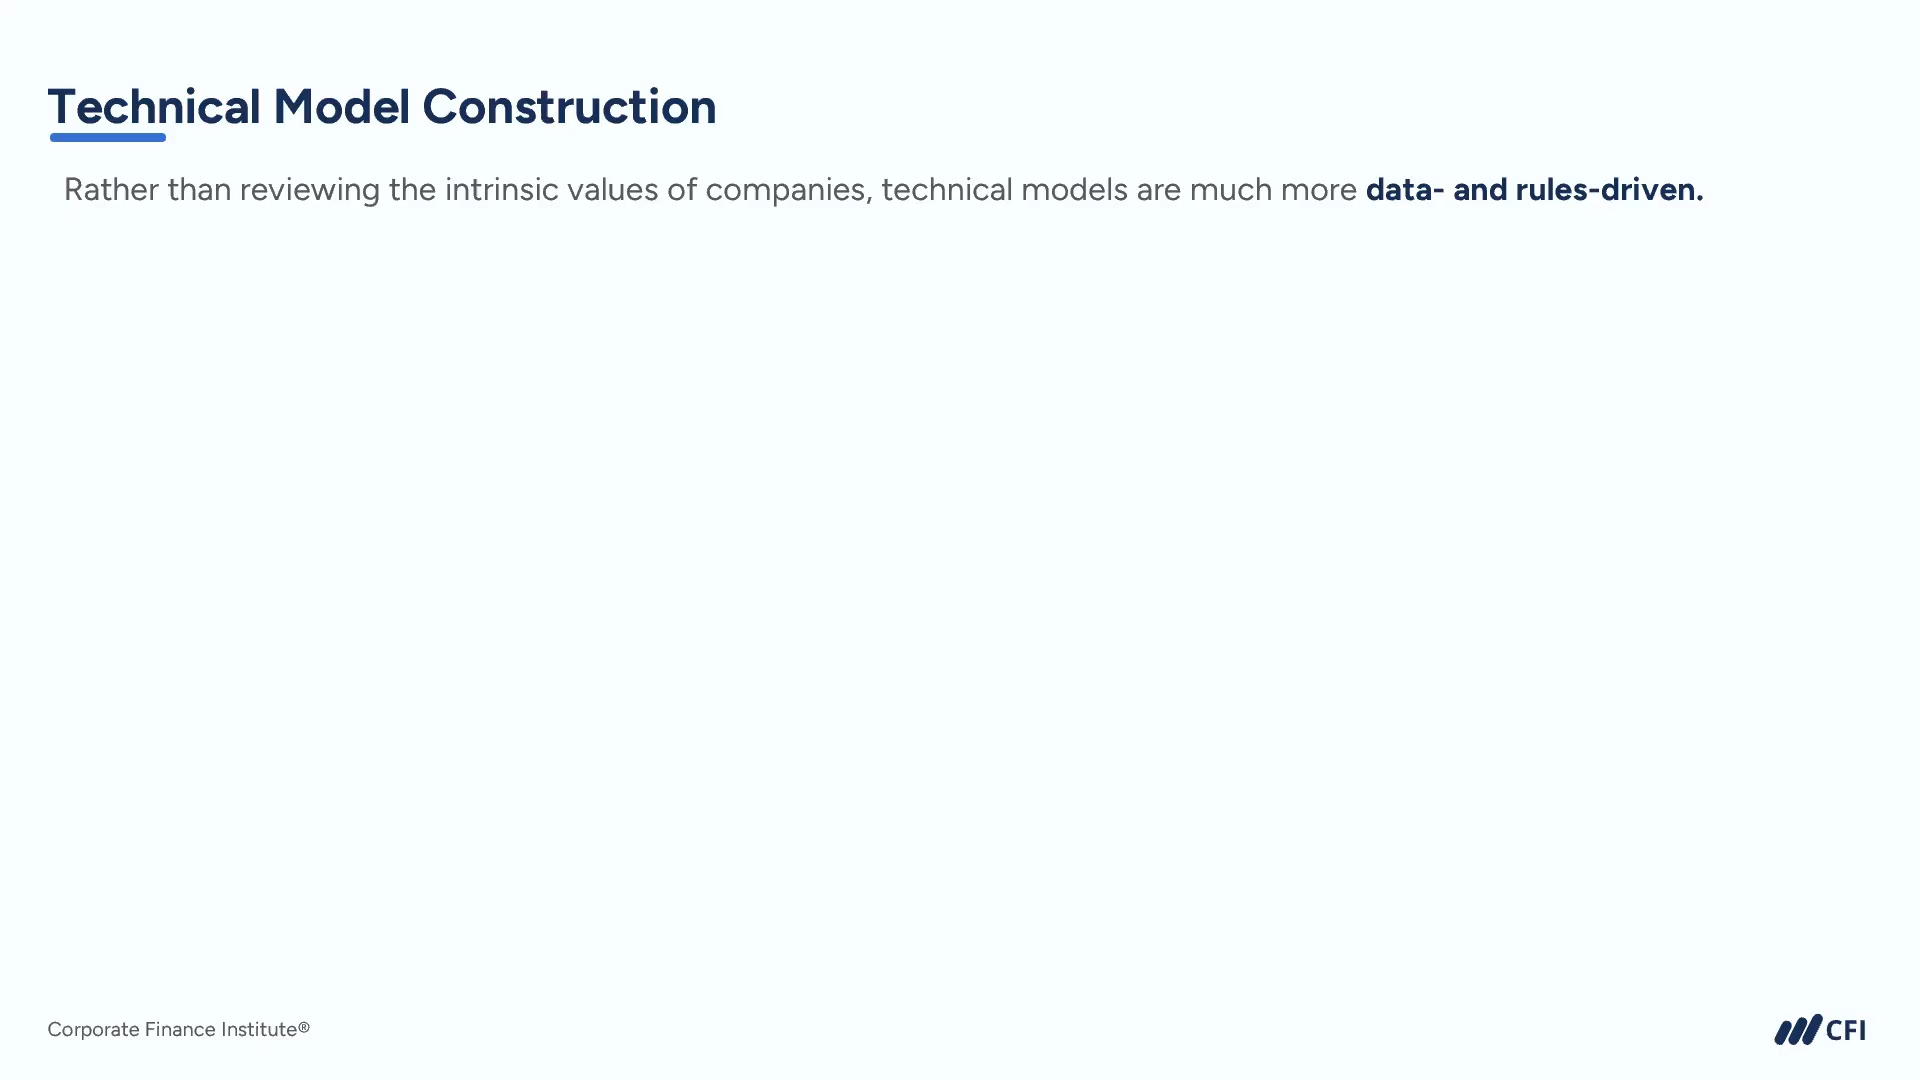 Technical Model Construction
Rather than reviewing the intrinsic values of companies, technical models are much more data- and rules-driven.
Corporate Finance Institute®
CFI